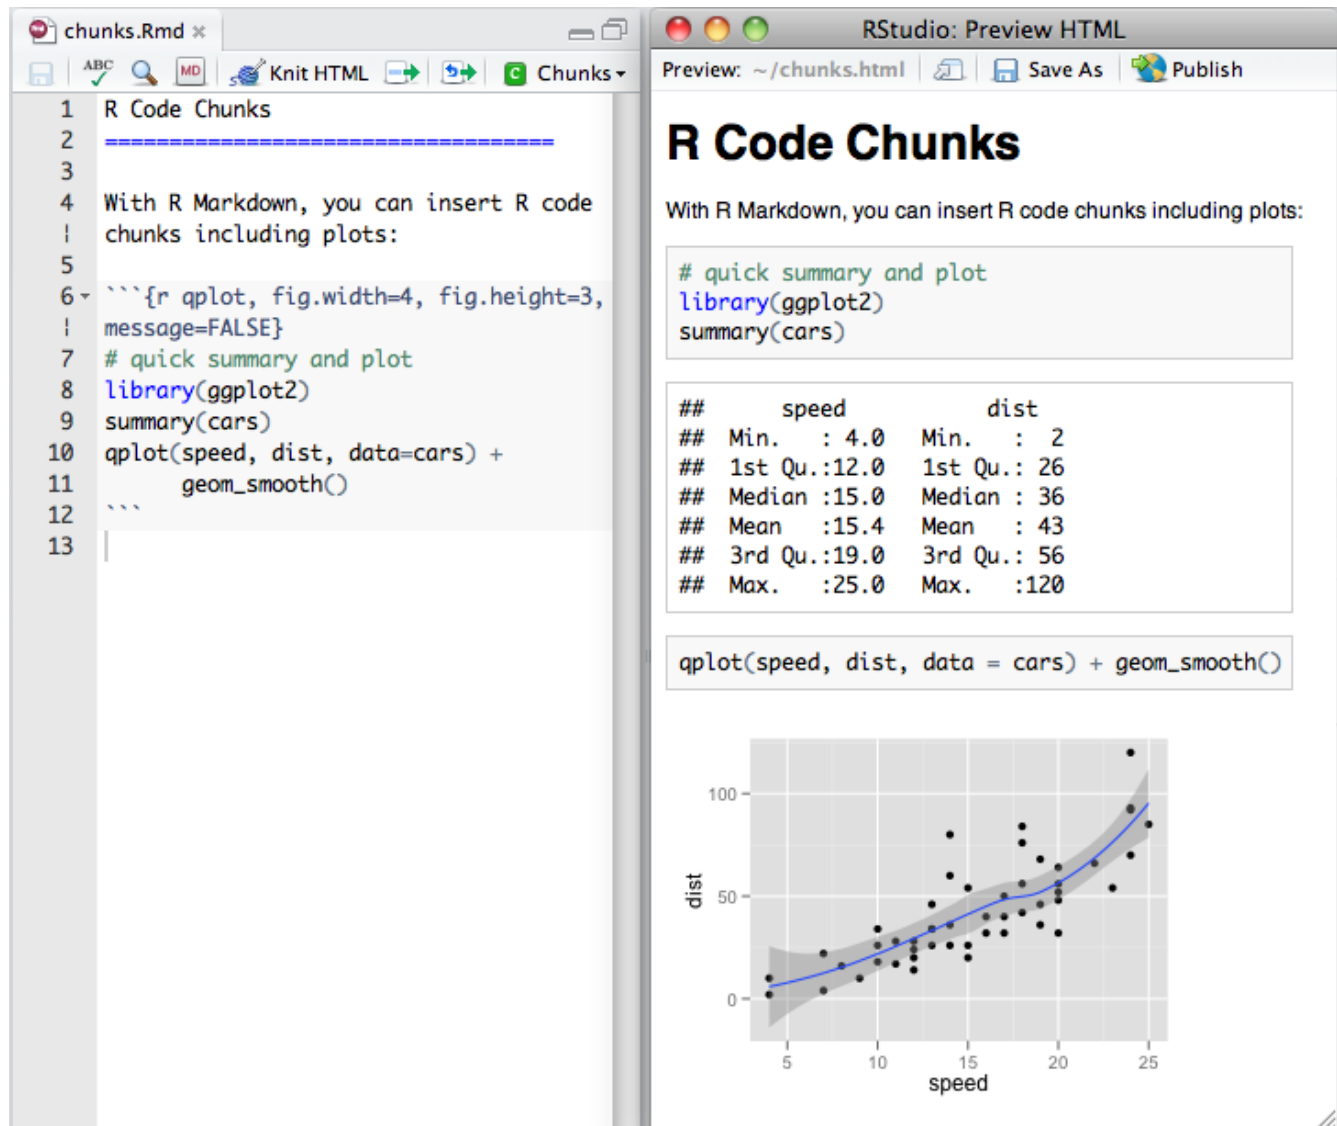 chunks.Rmd
ABC MD Knit HTML C Chunks
1 R Code Chunks
2 ===================================
3
4 With R Markdown, you can insert R code
chunks including plots:
5
6 ```{r qplot, fig.width=4, fig.height=3,
message=FALSE}
7 # quick summary and plot
8 library(ggplot2)
9 summary(cars)
10 qplot(speed, dist, data=cars) +
11       geom_smooth()
12 ```
13
RStudio: Preview HTML
Preview: ~/chunks.html Save As Publish
R Code Chunks
With R Markdown, you can insert R code chunks including plots:
# quick summary and plot
library(ggplot2)
summary(cars)
##      speed           dist
##  Min.   : 4.0   Min.   :  2
##  1st Qu.:12.0   1st Qu.: 26
##  Median :15.0   Median : 36
##  Mean   :15.4   Mean   : 43
##  3rd Qu.:19.0   3rd Qu.: 56
##  Max.   :25.0   Max.   :120
qplot(speed, dist, data = cars) + geom_smooth()
100
50
0
dist
5 10 15 20 25
speed